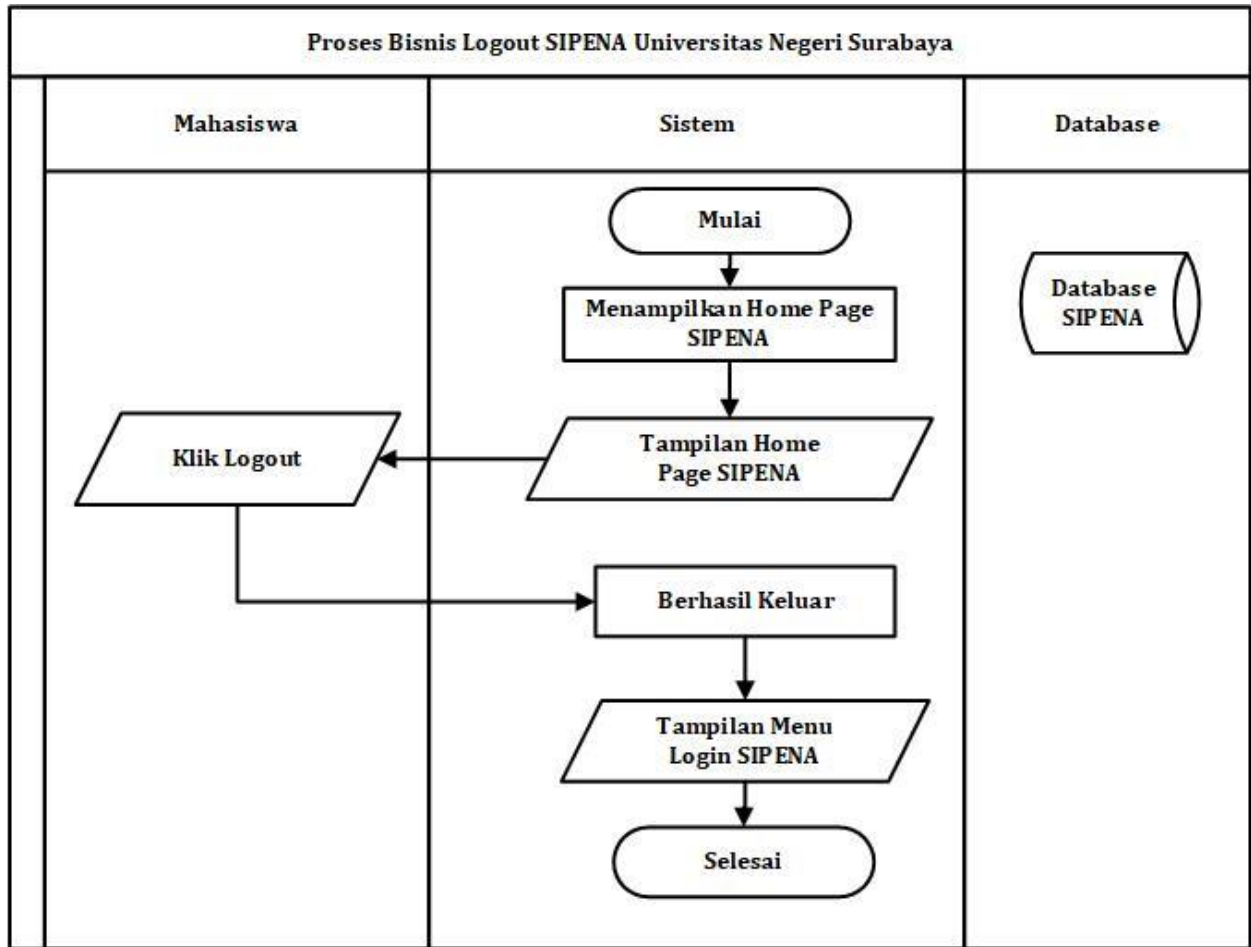 Proses Bisnis Logout SIPENA Universitas Negeri Surabaya
Mahasiswa
Sistem
Database
Mulai
Menampilkan Home Page
SIPENA
Database
SIPENA
Tampilan Home
Page SIPENA
Klik Logout
Berhasil Keluar
Tampilan Menu
Login SIPENA
Selesai